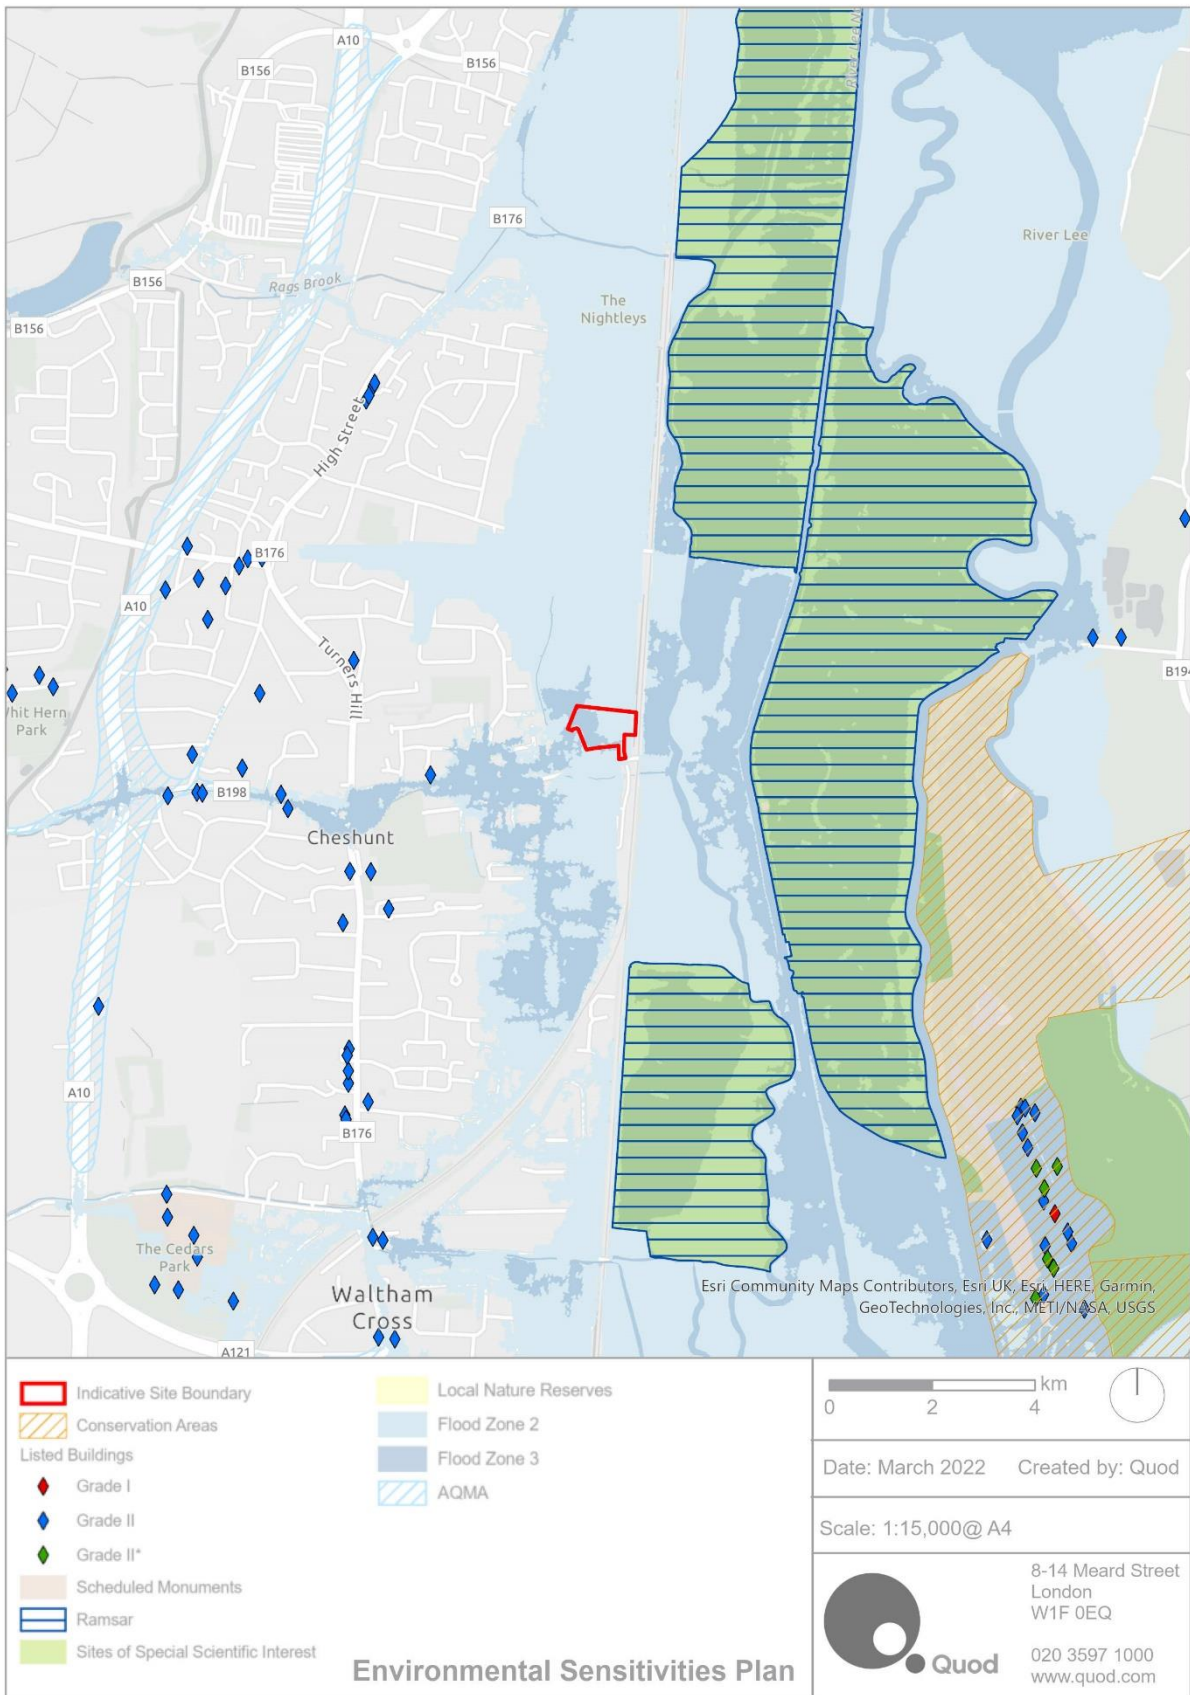 A10
B156
B156
River Lee N
B176
River Lee
Rags Brook
B156
B156
The
Nightleys
High Street
B176
A10
Turners Hill
B194
Whit Hern
Park
B198
Cheshunt
A10
B176
The Cedars
Park
Waltham
Cross
A121
Esri Community Maps Contributors, Esri UK, Esri, HERE, Garmin,
GeoTechnologies, Inc., METI/NASA, USGS
Indicative Site Boundary
Conservation Areas
Listed Buildings
Grade I
Grade II
Grade II*
Scheduled Monuments
Ramsar
Sites of Special Scientific Interest
Local Nature Reserves
Flood Zone 2
Flood Zone 3
AQMA
Environmental Sensitivities Plan
km
0 2 4
Date: March 2022 Created by: Quod
Scale: 1:15,000@ A4
Quod
8-14 Meard Street
London
W1F 0EQ
020 3597 1000
www.quod.com